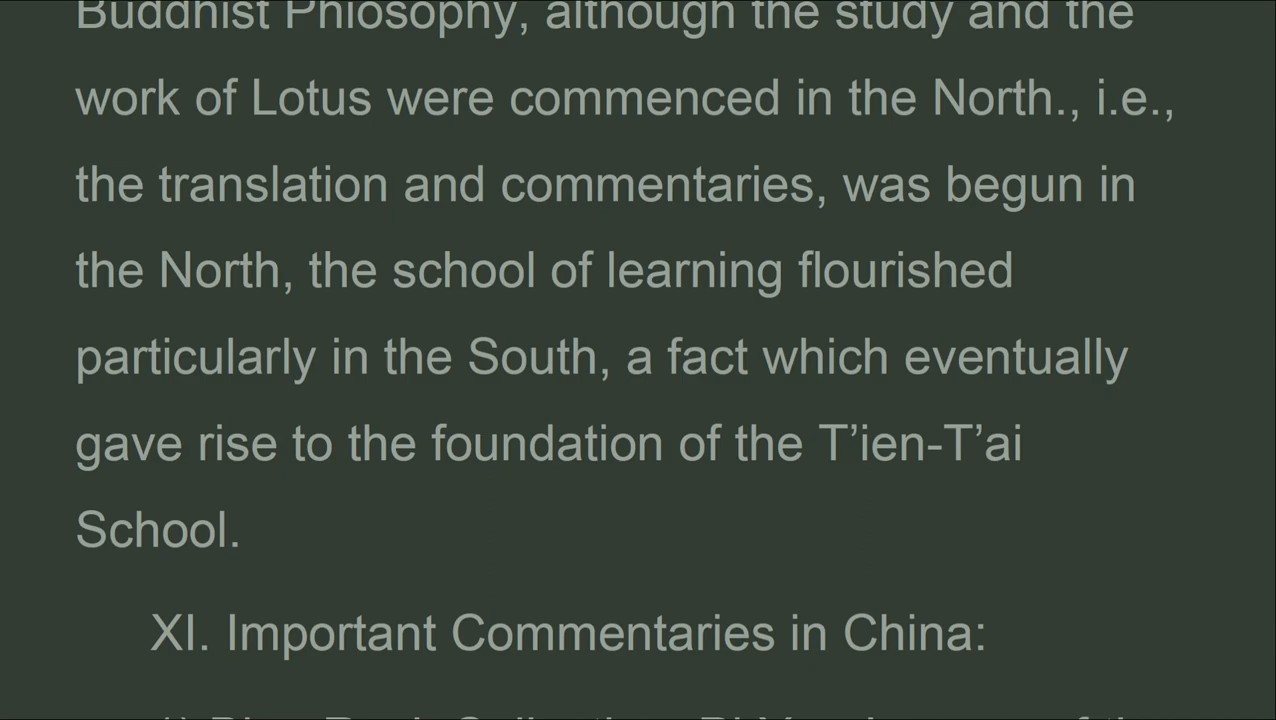 Buddhist Phiosophy, although the study and the
work of Lotus were commenced in the North., i.e.,
the translation and commentaries, was begun in
the North, the school of learning flourished
particularly in the South, a fact which eventually
gave rise to the foundation of the T’ien-T’ai
School.
XI. Important Commentaries in China: